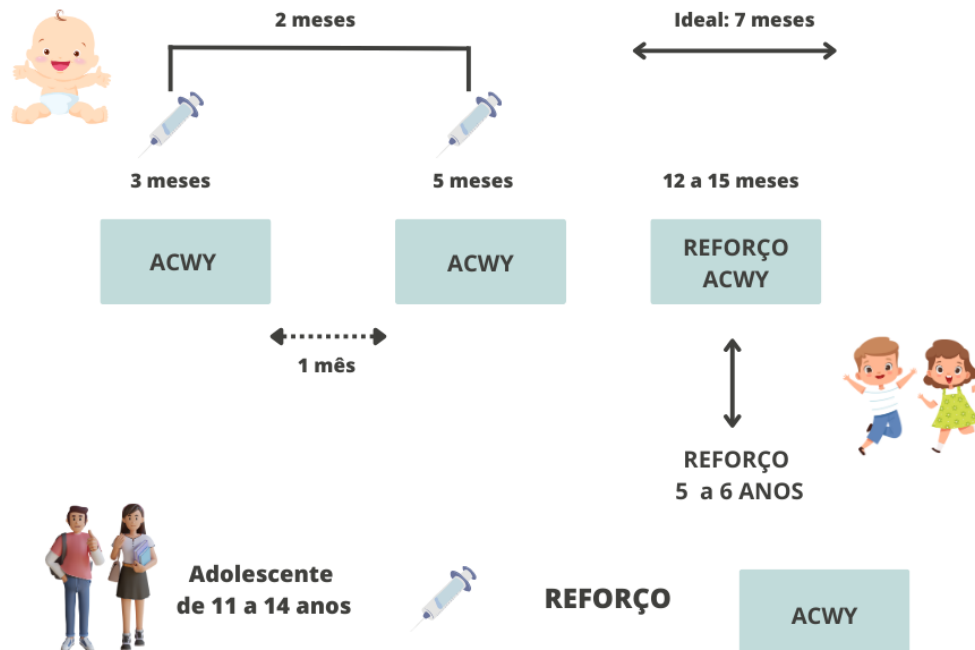 2 meses
Ideal: 7 meses
3 meses
5 meses
12 a 15 meses
ACWY
ACWY
REFORÇO
ACWY
1 mês
REFORÇO
5 a 6 ANOS
Adolescente
de 11 a 14 anos
REFORÇO
ACWY